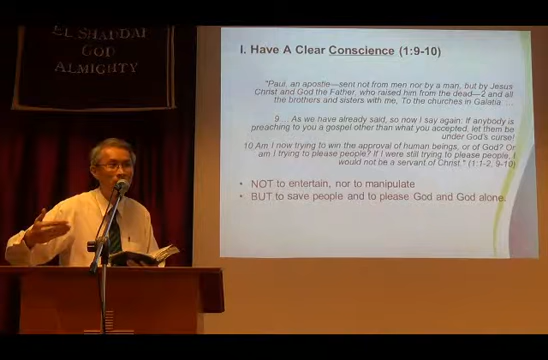 EL SHADDAI
GOD
ALMIGHTY
I. Have A Clear Conscience (1:9-10)
"Paul, an apostle—sent not from men nor by a man, but by Jesus
Christ and God the Father, who raised him from the dead—2 and all
the brothers and sisters with me, To the churches in Galatia ...
9... As we have already said, so now I say again: If anybody is
preaching to you a gospel other than what you accepted, let them be
under God's curse!
10 Am I now trying to win the approval of human beings, or of God? Or
am I trying to please people? If I were still trying to please people, I
would not be a servant of Christ." (1:1-2, 9-10)
• NOT to entertain, nor to manipulate
• BUT to save people and to please God and God alone.